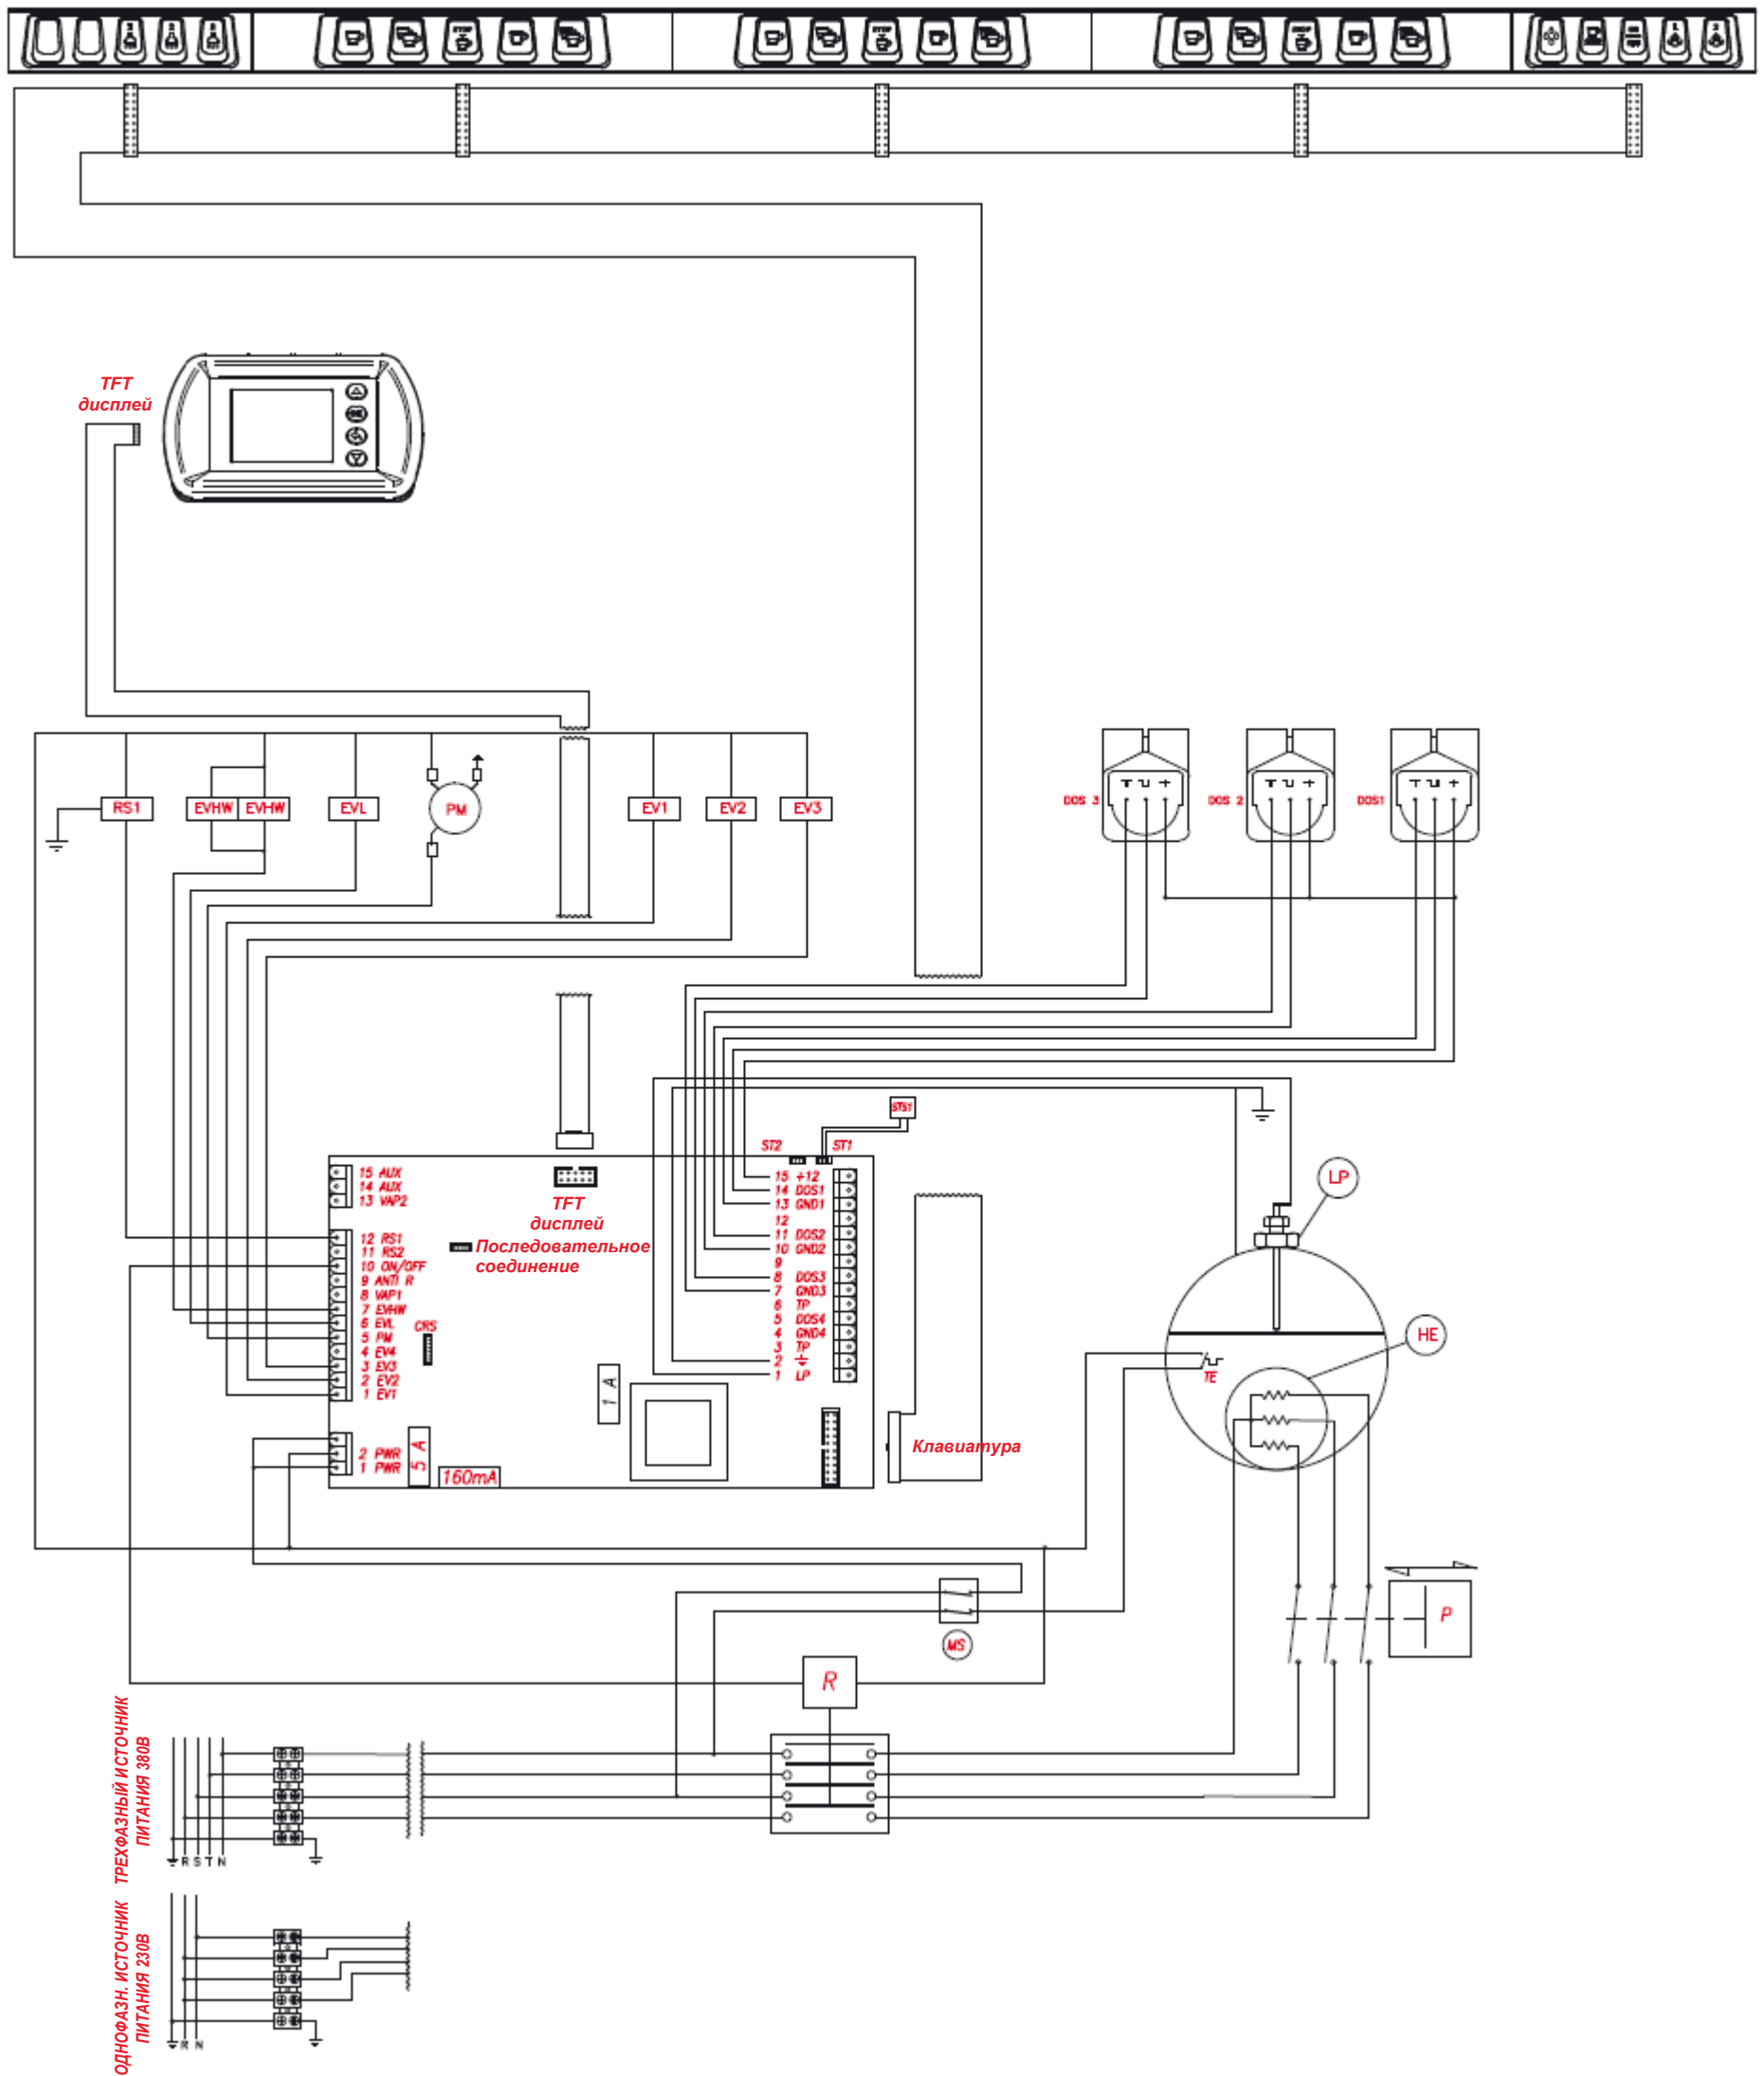 STOP
STOP
STOP
TFT
дисплей
RS1
EVHW
EVHW
EVL
PM
EV1
EV2
EV3
DOS 3
DOS 2
DOS1
STS1
ST2
ST1
15 AUX
14 AUX
13 VAP2
12 RS1
11 RS2
10 ON/OFF
9 ANTI R
8 VAP1
7 EVHW
6 EVL
5 PM
4 EV4
3 EV3
2 EV2
1 EV1
2 PWR
1 PWR
5 A
160mA
1 A
CRS
TFT
дисплей
Последовательное
соединение
15 +12
14 DOS1
13 GND1
12
11 DOS2
10 GND2
9
8 DOS3
7 GND3
6 TP
5 DOS4
4 GND4
3 TP
2
1 LP
Клавиатура
LP
HE
TE
P
MS
R
ТРЕХФАЗНЫЙ ИСТОЧНИК
ПИТАНИЯ 380В
R S T N
ОДНОФАЗН. ИСТОЧНИК
ПИТАНИЯ 230В
R N